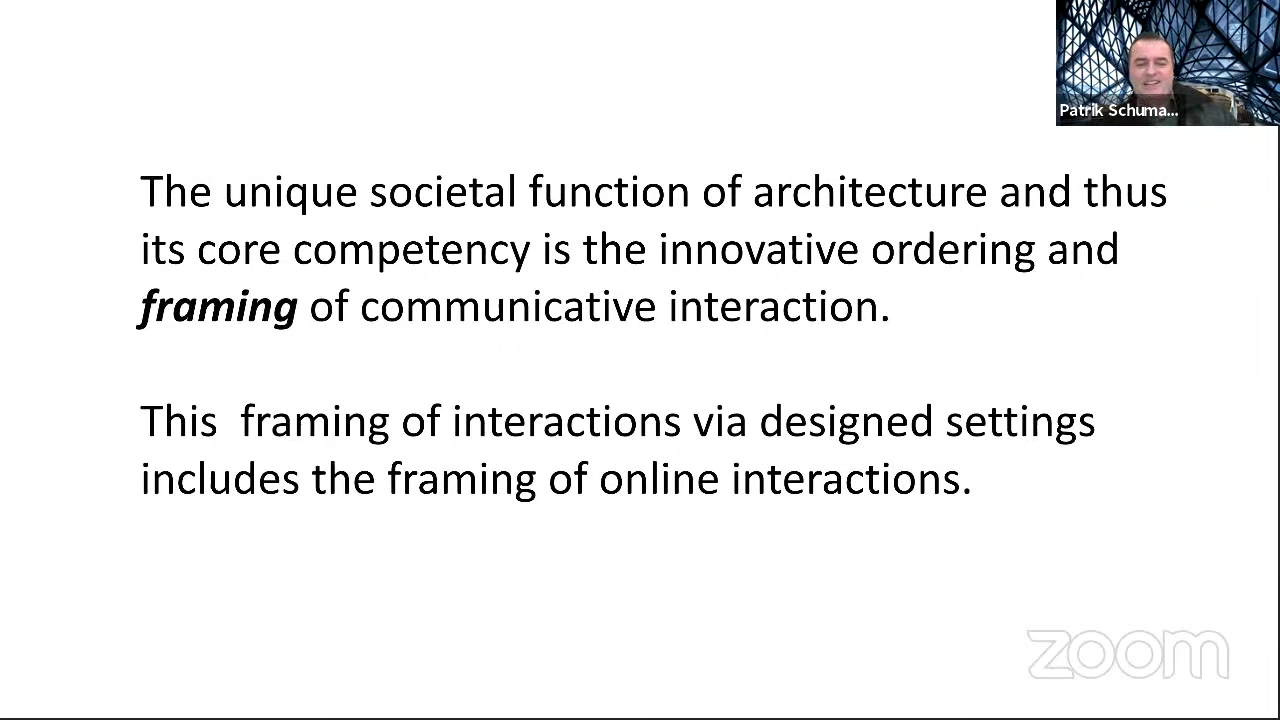 Patrik Schuma...
The unique societal function of architecture and thus
its core competency is the innovative ordering and
framing of communicative interaction.
This  framing of interactions via designed settings
includes the framing of online interactions.
zoom